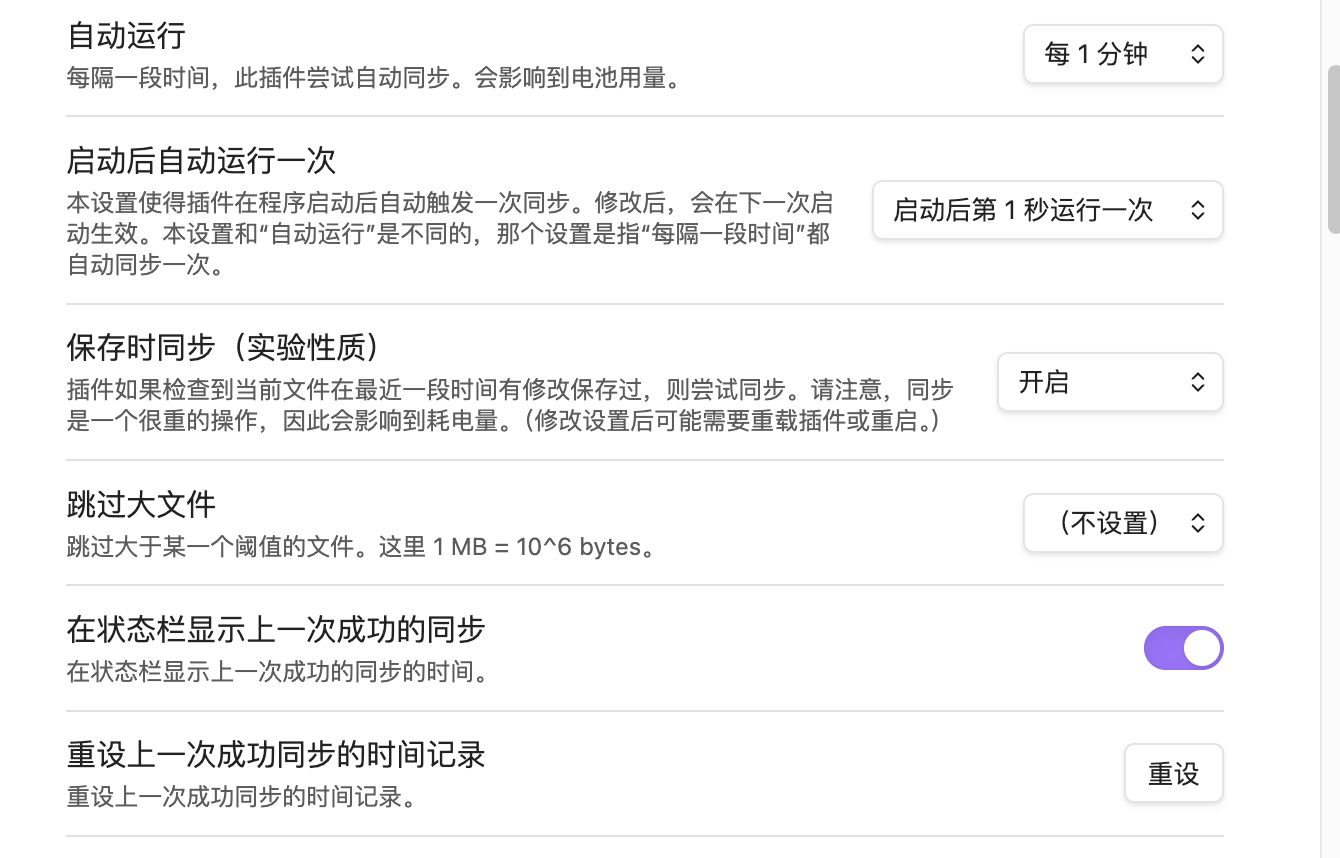 自动运行
每隔一段时间，此插件尝试自动同步。会影响到电池用量。
每 1 分钟
启动后自动运行一次
本设置使得插件在程序启动后自动触发一次同步。修改后，会在下一次启
动生效。本设置和“自动运行”是不同的，那个设置是指“每隔一段时间”都
自动同步一次。
启动后第 1 秒运行一次
保存时同步（实验性质）
插件如果检查到当前文件在最近一段时间有修改保存过，则尝试同步。请注意，同步
是一个很重的操作，因此会影响到耗电量。（修改设置后可能需要重载插件或重启。）
开启
跳过大文件
跳过大于某一个阈值的文件。这里 1 MB = 10^6 bytes。
（不设置）
在状态栏显示上一次成功的同步
在状态栏显示上一次成功的同步的时间。
重设上一次成功同步的时间记录
重设上一次成功同步的时间记录。
重设